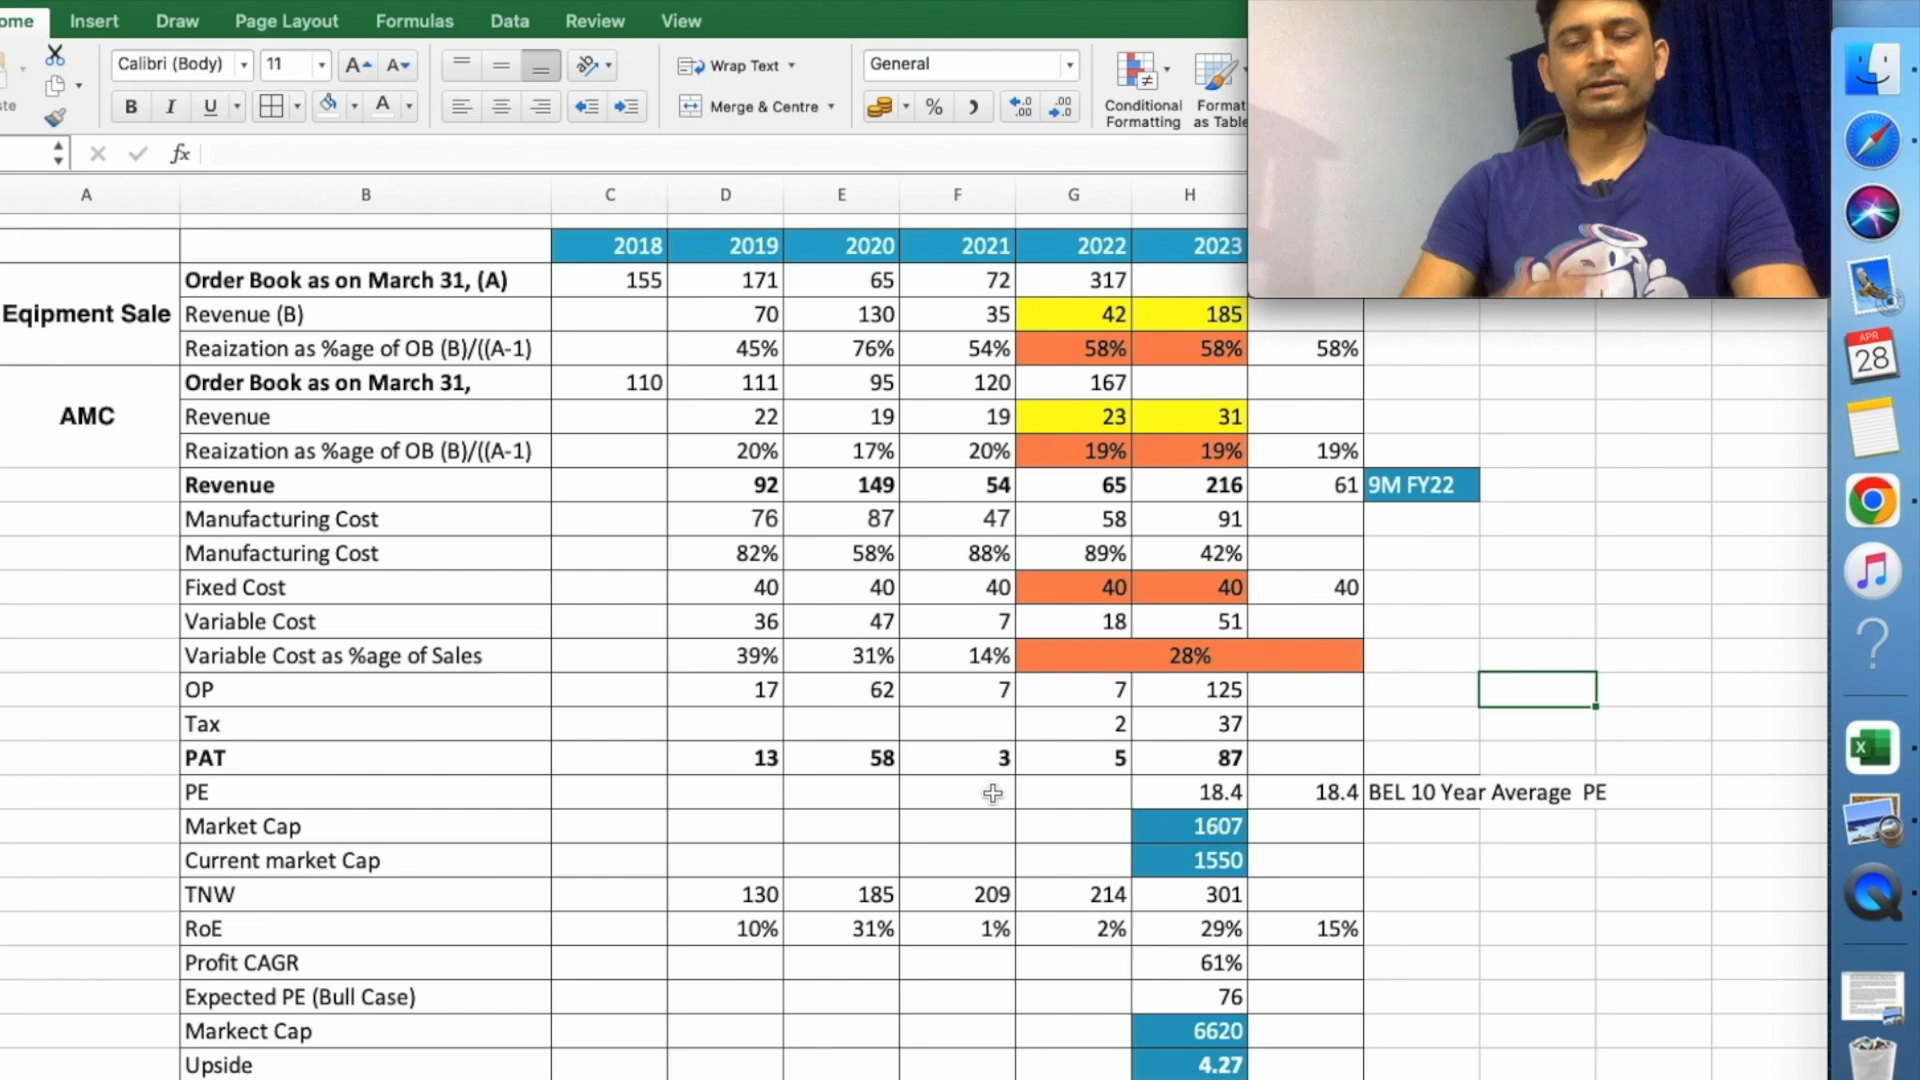 ome Insert Draw Page Layout Formulas Data Review View
Calibri (Body) 11 A A Wrap Text General
ste B I U A Merge & Centre % Conditional Formatting Format as Table
fx
A B C D E F G H
2018 2019 2020 2021 2022 2023
Order Book as on March 31, (A) 155 171 65 72 317
Eqipment Sale Revenue (B) 70 130 35 42 185
Reaization as %age of OB (B)/((A-1) 45% 76% 54% 58% 58% 58%
Order Book as on March 31, 110 111 95 120 167
AMC Revenue 22 19 19 23 31
Reaization as %age of OB (B)/((A-1) 20% 17% 20% 19% 19% 19%
Revenue 92 149 54 65 216 61 9M FY22
Manufacturing Cost 76 87 47 58 91
Manufacturing Cost 82% 58% 88% 89% 42%
Fixed Cost 40 40 40 40 40 40
Variable Cost 36 47 7 18 51
Variable Cost as %age of Sales 39% 31% 14% 28%
OP 17 62 7 7 125
Tax 2 37
PAT 13 58 3 5 87
PE 18.4 18.4 BEL 10 Year Average PE
Market Cap 1607
Current market Cap 1550
TNW 130 185 209 214 301
RoE 10% 31% 1% 2% 29% 15%
Profit CAGR 61%
Expected PE (Bull Case) 76
Markect Cap 6620
Upside 4.27
APR
28